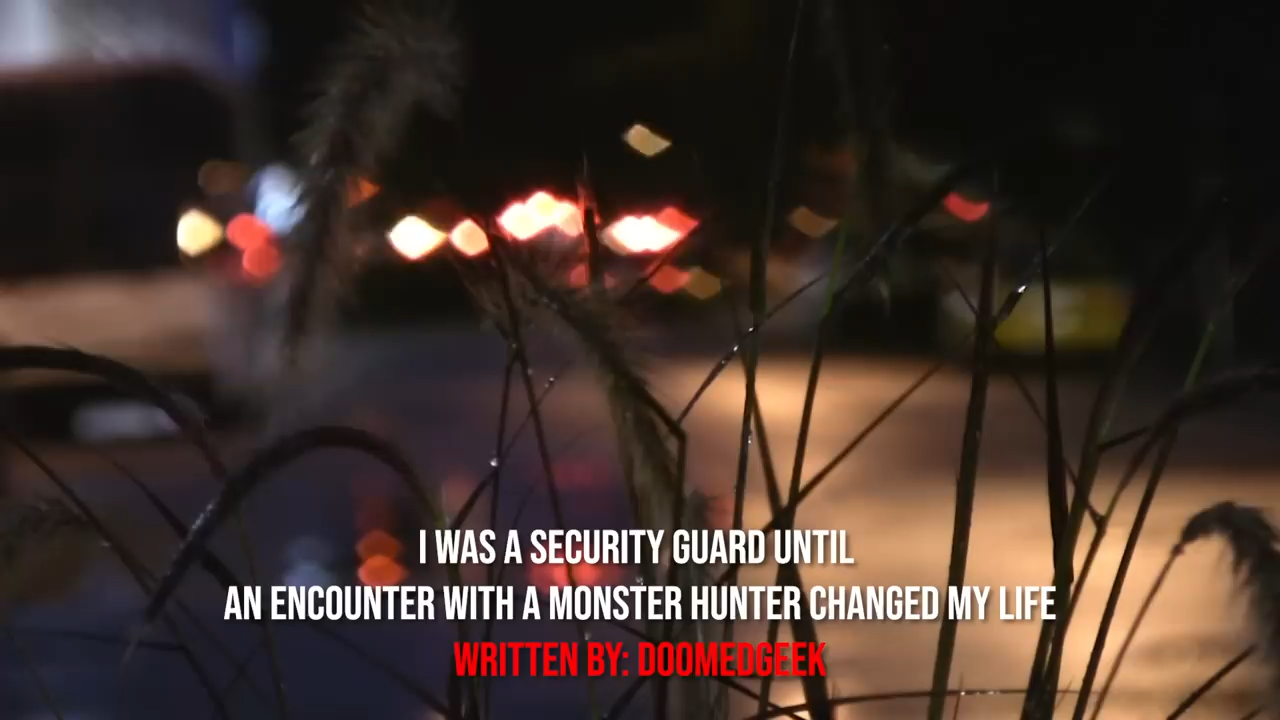 I WAS A SECURITY GUARD UNTIL
AN ENCOUNTER WITH A MONSTER HUNTER CHANGED MY LIFE
WRITTEN BY: DOOMEDGEEK